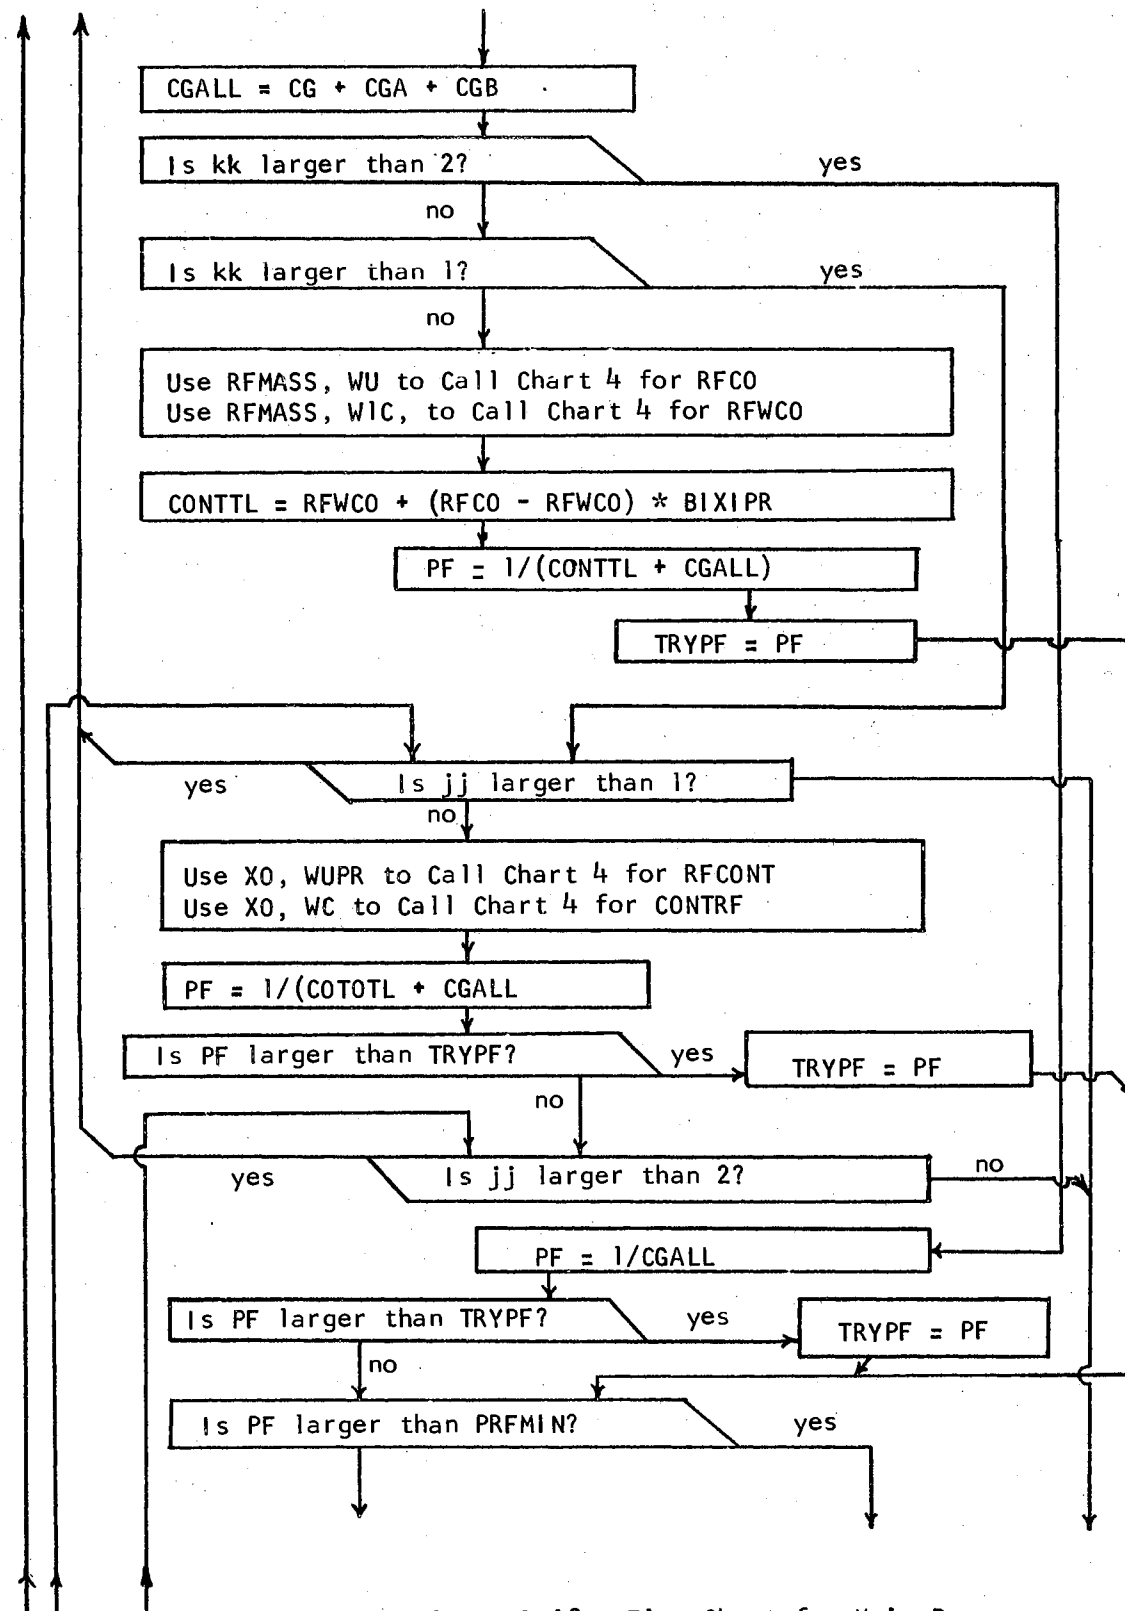 CGALL = CG + CGA + CGB
Is kk larger than 2?
yes
no
Is kk larger than 1?
yes
no
Use RFMASS, WU to Call Chart 4 for RFCO
Use RFMASS, W1C, to Call Chart 4 for RFWCO
CONTTL = RFWCO + (RFCO - RFWCO) * BIXIPR
PF = 1/(CONTTL + CGALL)
TRYPF = PF
Is jj larger than 1?
yes
no
Use XO, WUPR to Call Chart 4 for RFCONT
Use XO, WC to Call Chart 4 for CONTRF
PF = 1/(COTOTL + CGALL
Is PF larger than TRYPF?
yes
TRYPF = PF
no
Is jj larger than 2?
yes
no
PF = 1/CGALL
Is PF larger than TRYPF?
yes
TRYPF = PF
no
Is PF larger than PRFMIN?
yes